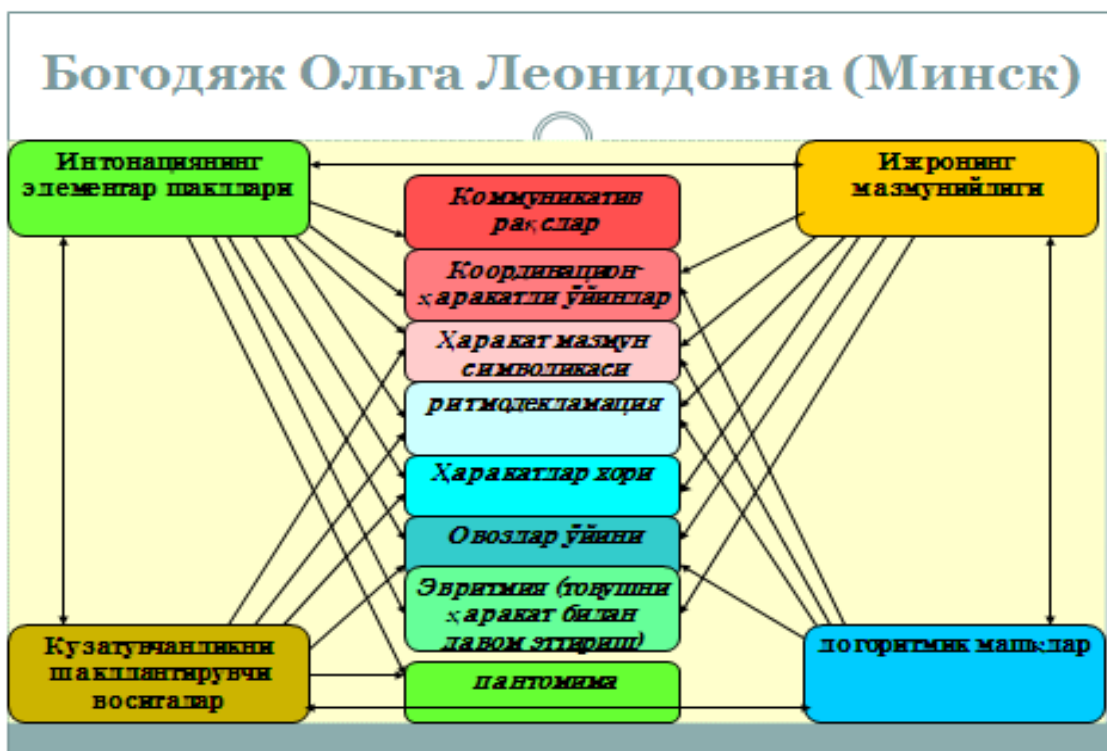 Богодяж Ольга Леонидовна (Минск)
Интонациянинг
элементар шакллари
Ижронинг
мазмунийлиги
Коммуникатив
рақслар
Координацион-
ҳаракатли ўйинлар
Ҳаракат мазмун
символикаси
ритмодекламация
Ҳаракатлар хори
Овозлар ўйини
Эвритмия (товушни
ҳаракат билан
давом эттириш)
пантомима
Кузатувчанликни
шакллантирувчи
воситалар
логоритмик машқлар